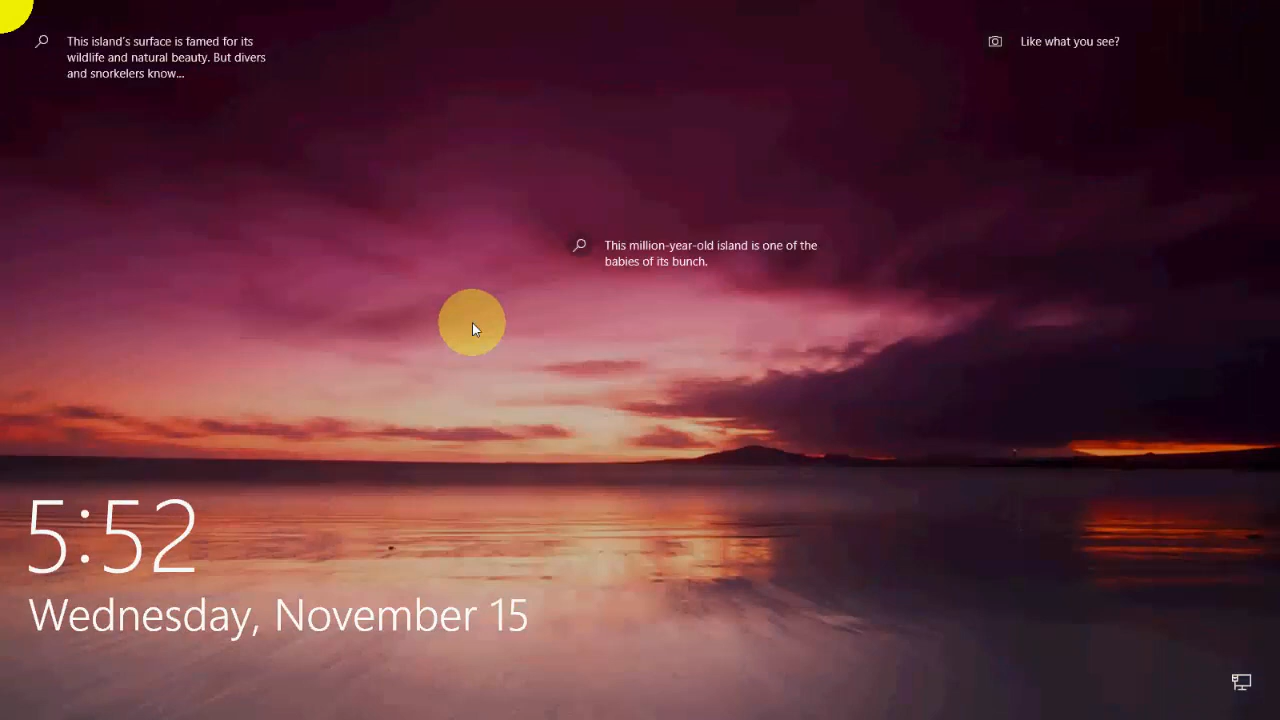 This island's surface is famed for its
wildlife and natural beauty. But divers
and snorkelers know...
Like what you see?
This million-year-old island is one of the
babies of its bunch.
5:52
Wednesday, November 15